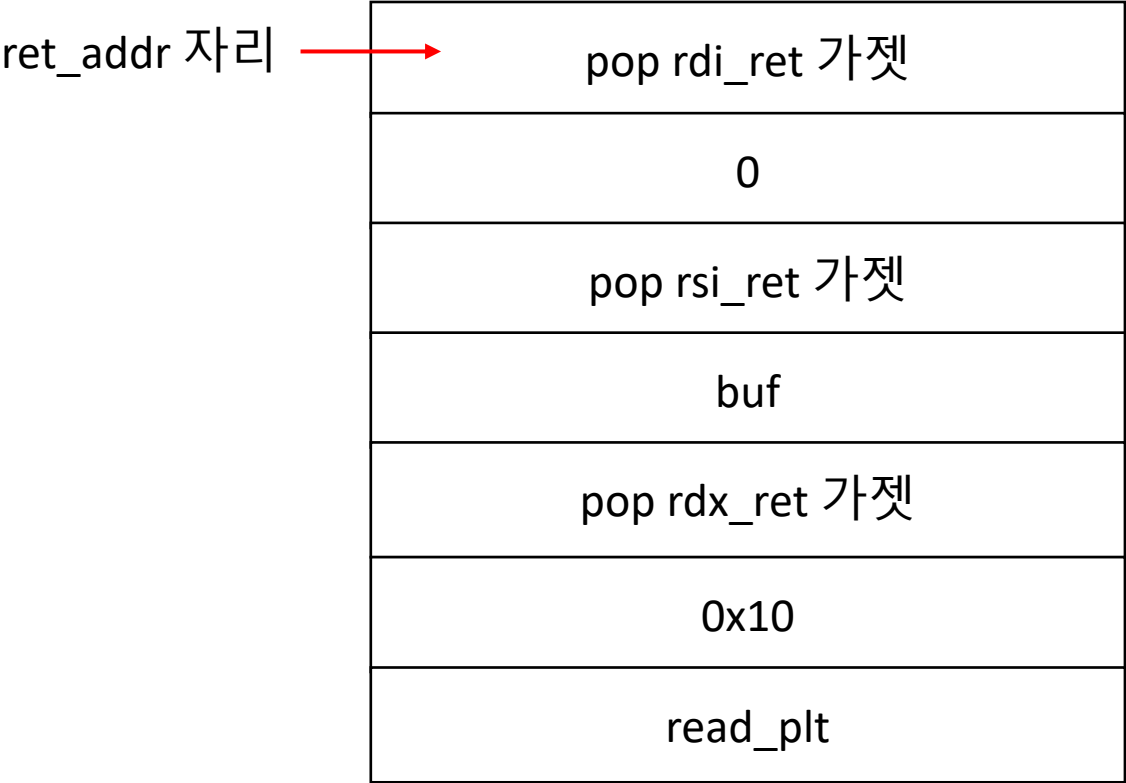 ret_addr 자리
pop rdi_ret 가젯
0
pop rsi_ret 가젯
buf
pop rdx_ret 가젯
0x10
read_plt